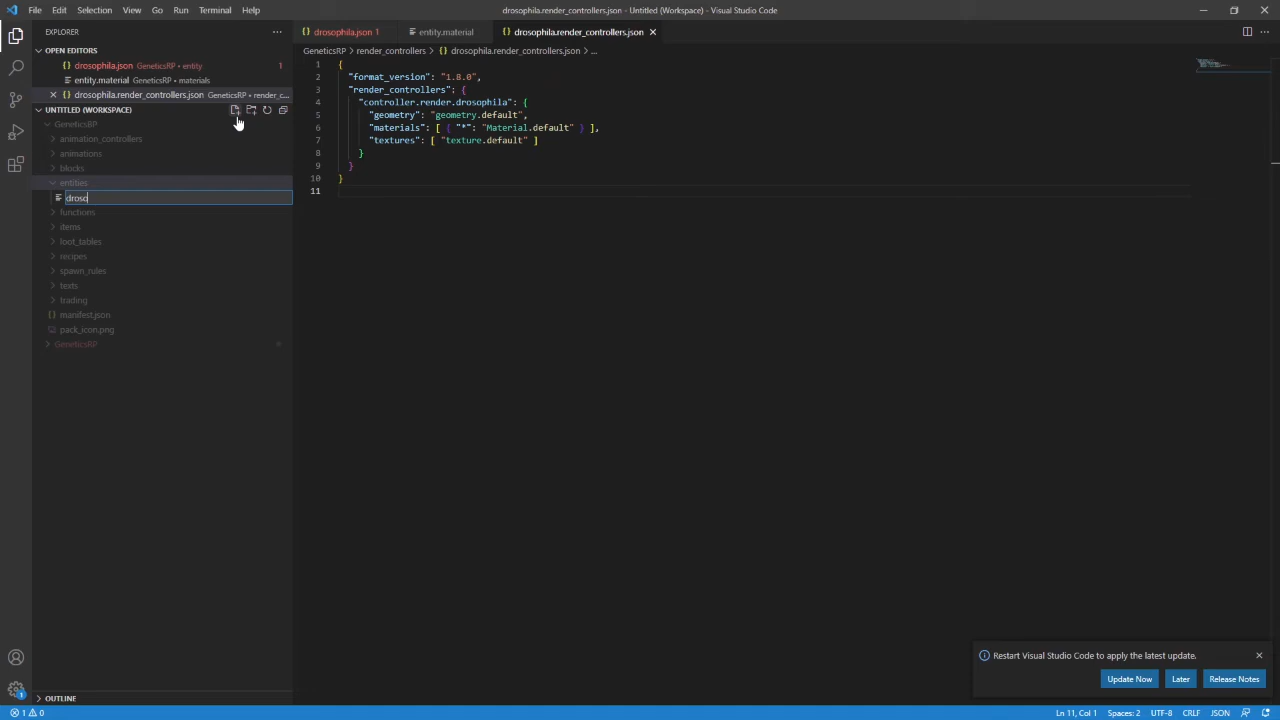 File Edit Selection View Go Run Terminal Help
drosophila.render_controllers.json - Untitled (Workspace) - Visual Studio Code
EXPLORER
drosophila.json 1
entity.material
drosophila.render_controllers.json
OPEN EDITORS
GeneticsRP > render_controllers > drosophila.render_controllers.json > ...
drosophila.json GeneticsRP • entity 1
entity.material GeneticsRP • materials
drosophila.render_controllers.json GeneticsRP • render_c...
UNTITLED (WORKSPACE)
GeneticsRP
animation_controllers
animations
blocks
entities
drosc
functions
items
loot_tables
recipes
spawn_rules
texts
trading
manifest.json
pack_icon.png
GeneticsRP
1 {
2 "format_version": "1.8.0",
3 "render_controllers": {
4 "controller.render.drosophila": {
5 "geometry": "geometry.default",
6 "materials": [ { "*": "Material.default" } ],
7 "textures": [ "texture.default" ]
8 }
9 }
10 }
11
Restart Visual Studio Code to apply the latest update.
Update Now Later Release Notes
OUTLINE
1
1 0
Ln 11, Col 1 Spaces: 2 UTF-8 CRLF JSON